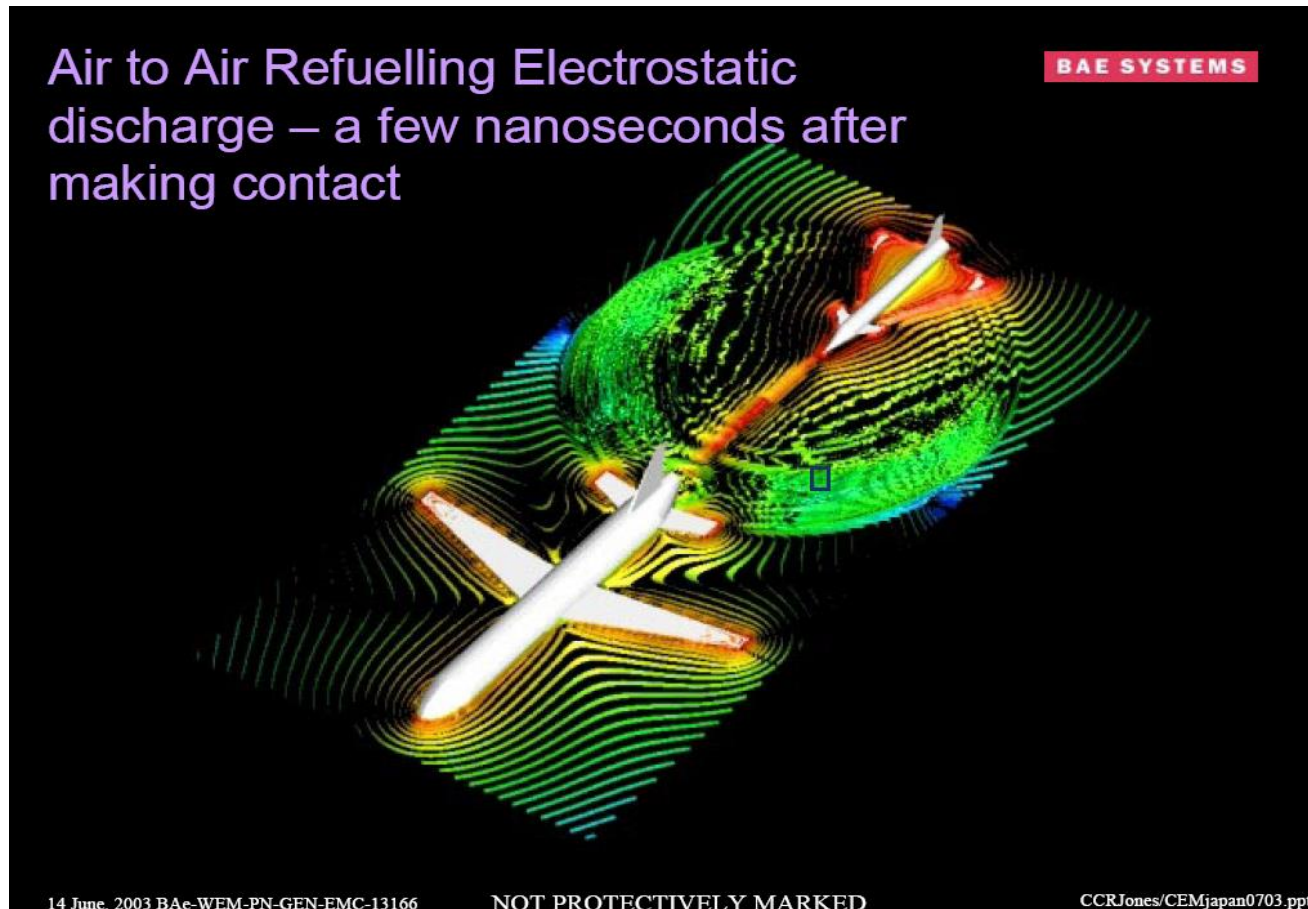 Air to Air Refuelling Electrostatic
discharge – a few nanoseconds after
making contact
BAE SYSTEMS
14 June, 2003 BAe-WEM-PN-GEN-EMC-13166
NOT PROTECTIVELY MARKED
CCRJones/CEMjapan0703.pp